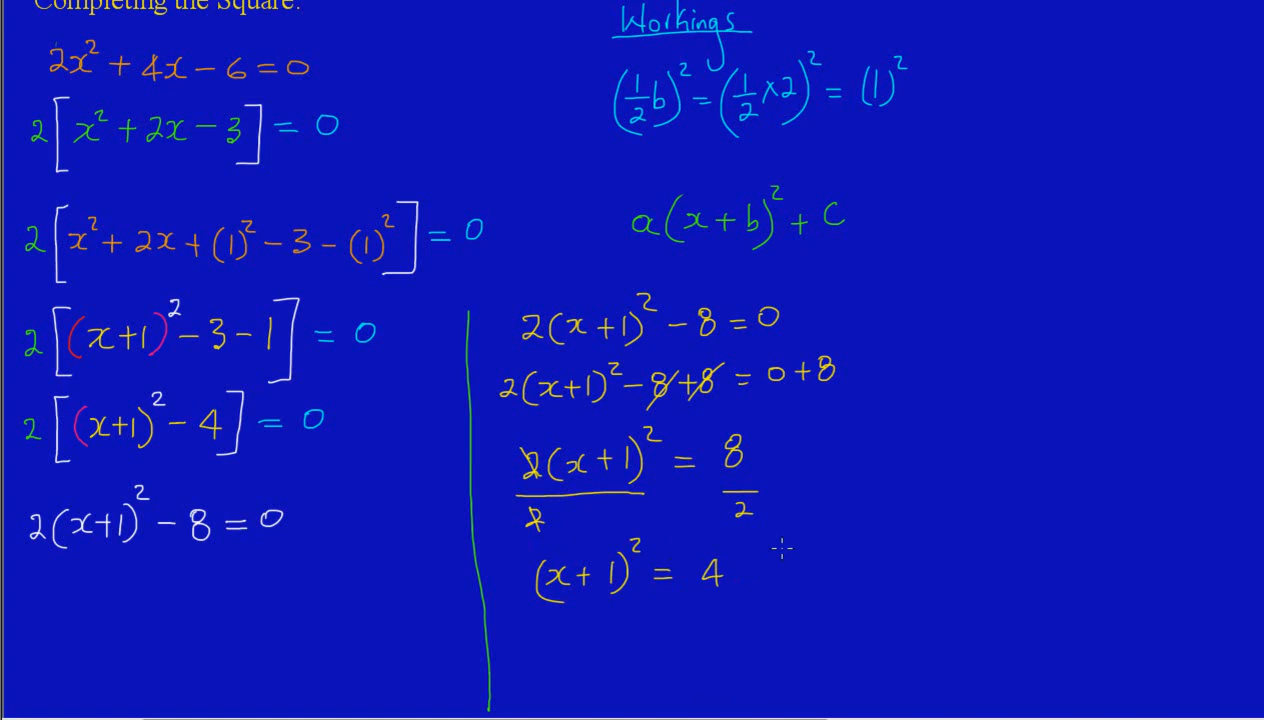 Completing the Square.
2x² + 4x - 6 = 0
2[x² + 2x - 3] = 0
2[x² + 2x + (1)² - 3 - (1)²] = 0
2[(x+1)² - 3 - 1] = 0
2[(x+1)² - 4] = 0
2(x+1)² - 8 = 0
Workings
(1/2 b)² = (1/2 × 2)² = (1)²
a(x + b)² + c
2(x + 1)² - 8 = 0
2(x+1)² - 8 + 8 = 0 + 8
2(x + 1)² = 8
2 2
(x + 1)² = 4